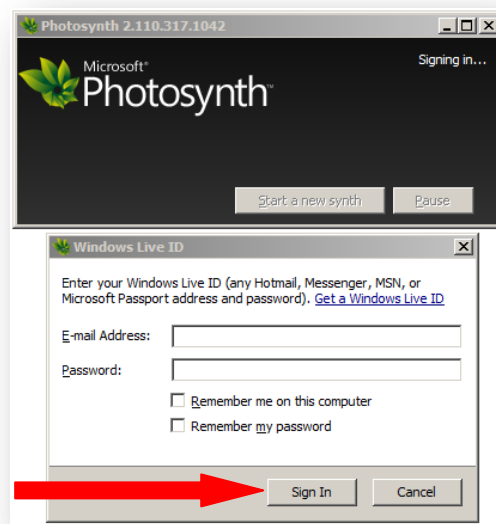 Photosynth 2.110.317.1042
Signing in...
Microsoft®
Photosynth™
Start a new synth
Pause
Windows Live ID
Enter your Windows Live ID (any Hotmail, Messenger, MSN, or
Microsoft Passport address and password). Get a Windows Live ID
E-mail Address:
Password:
Remember me on this computer
Remember my password
Sign In
Cancel